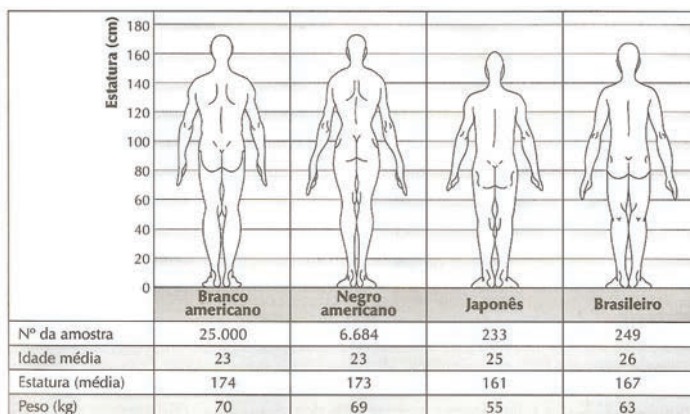 Estatura (cm)
180
160
140
120
100
80
60
40
20
0
Branco americano
Negro americano
Japonês
Brasileiro
Nº da amostra 25.000 6.684 233 249
Idade média 23 23 25 26
Estatura (média) 174 173 161 167
Peso (kg) 70 69 55 63